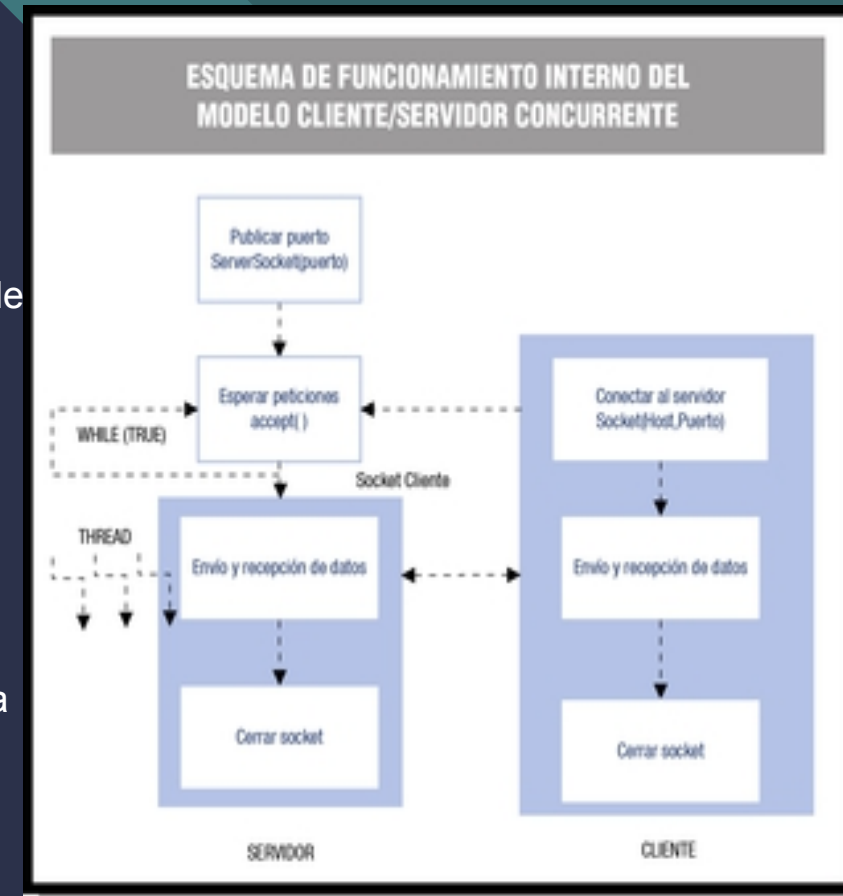 ESQUEMA DE FUNCIONAMIENTO INTERNO DEL
MODELO CLIENTE/SERVIDOR CONCURRENTE
Publicar puerto
ServerSocket(puerto)
le
Esperar peticiones
accept( )
Conectar al servidor
Socket(Host,Puerto)
WHILE (TRUE)
Socket Cliente
THREAD
Envío y recepción de datos
Envío y recepción de datos
a
Cerrar socket
Cerrar socket
SERVIDOR
CLIENTE